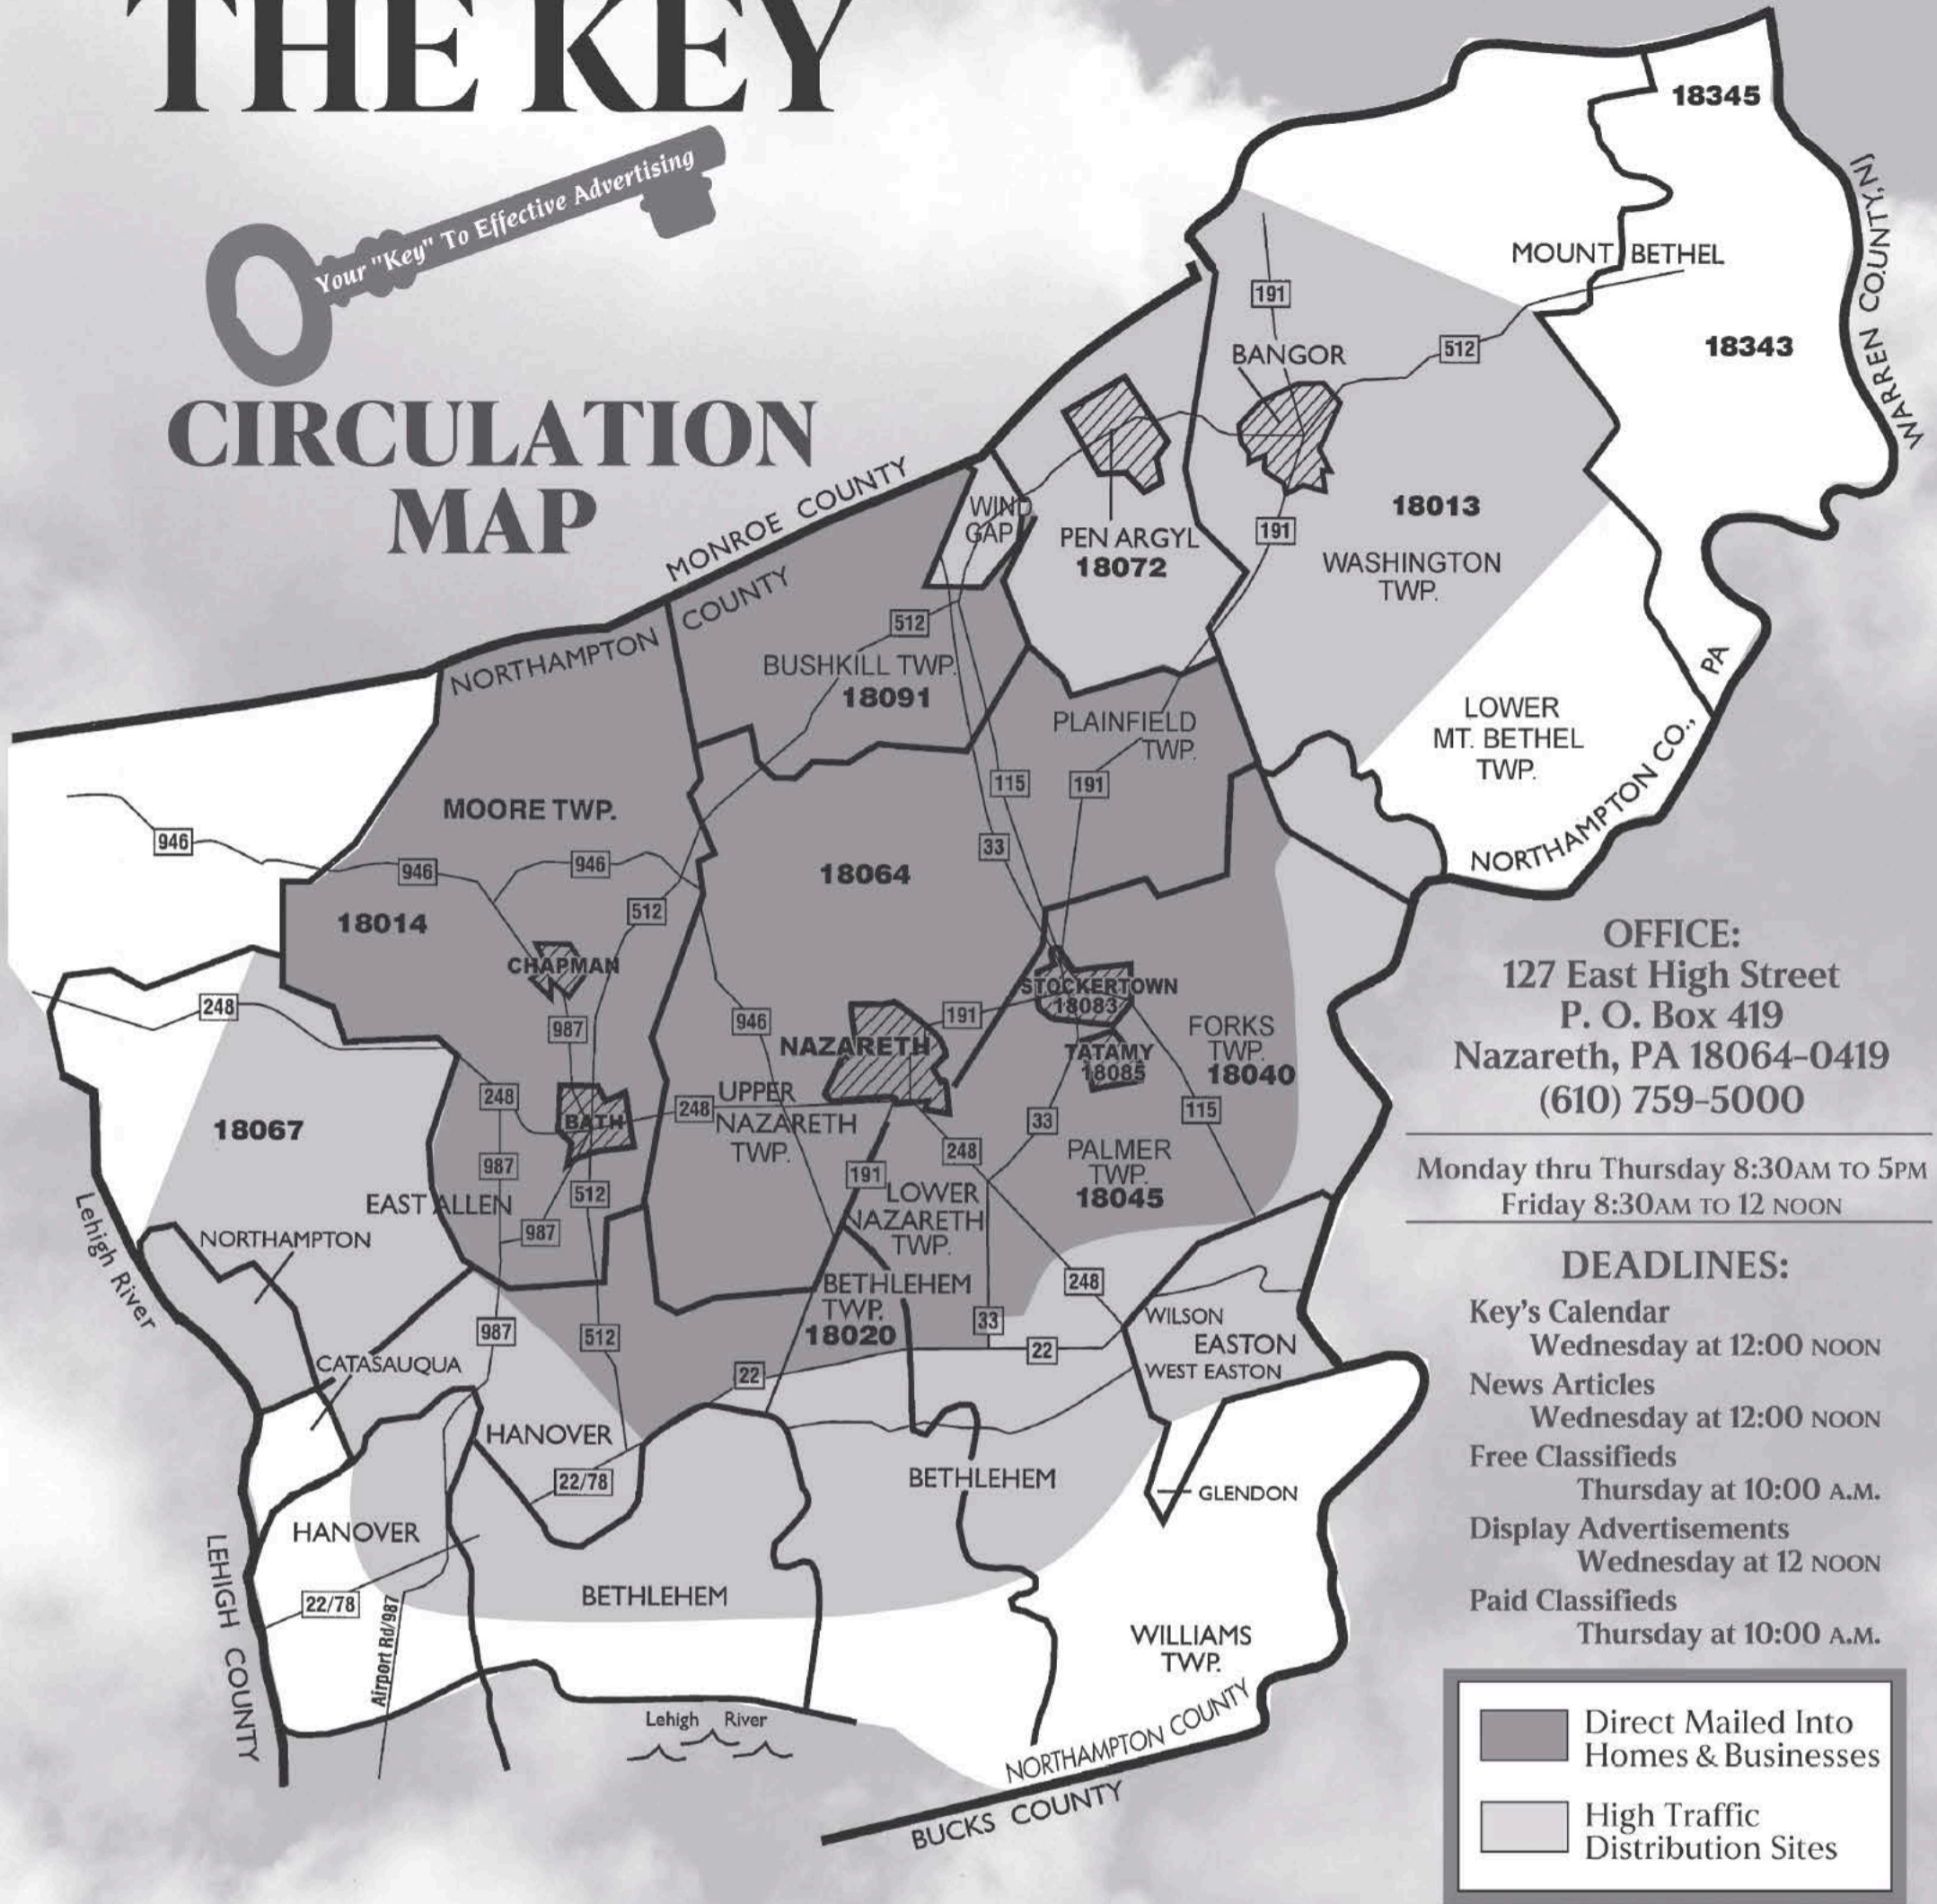 THE KEY
Your "Key" To Effective Advertising
CIRCULATION
MAP
18345
WARREN COUNTY, NJ
MOUNT BETHEL
191
512
18343
BANGOR
MONROE COUNTY
WIND
GAP
PEN ARGYL
18072
191
18013
WASHINGTON
TWP.
NORTHAMPTON COUNTY
512
BUSHKILL TWP.
18091
PLAINFIELD
TWP.
LOWER
MT. BETHEL
TWP.
NORTHAMPTON CO., PA
115
191
MOORE TWP.
946
946
946
33
18064
512
18014
CHAPMAN
STOCKERTOWN
18083
248
987
946
191
NAZARETH
FORKS
TWP.
18040
TATAMY
18085
248
BATH
248
UPPER
NAZARETH
TWP.
33
115
18067
987
248
PALMER
TWP.
18045
191
512
LOWER
NAZARETH
TWP.
EAST ALLEN
987
Lehigh River
NORTHAMPTON
BETHLEHEM
TWP.
18020
248
987
512
33
WILSON
EASTON
WEST EASTON
22
22
CATASAUQUA
HANOVER
22/78
BETHLEHEM
GLENDON
HANOVER
LEHIGH COUNTY
22/78
Airport Rd/987
BETHLEHEM
WILLIAMS
TWP.
Lehigh River
NORTHAMPTON COUNTY
BUCKS COUNTY
OFFICE:
127 East High Street
P. O. Box 419
Nazareth, PA 18064-0419
(610) 759-5000
Monday thru Thursday 8:30AM TO 5PM
Friday 8:30AM TO 12 NOON
DEADLINES:
Key's Calendar
Wednesday at 12:00 NOON
News Articles
Wednesday at 12:00 NOON
Free Classifieds
Thursday at 10:00 A.M.
Display Advertisements
Wednesday at 12 NOON
Paid Classifieds
Thursday at 10:00 A.M.
Direct Mailed Into
Homes & Businesses
High Traffic
Distribution Sites